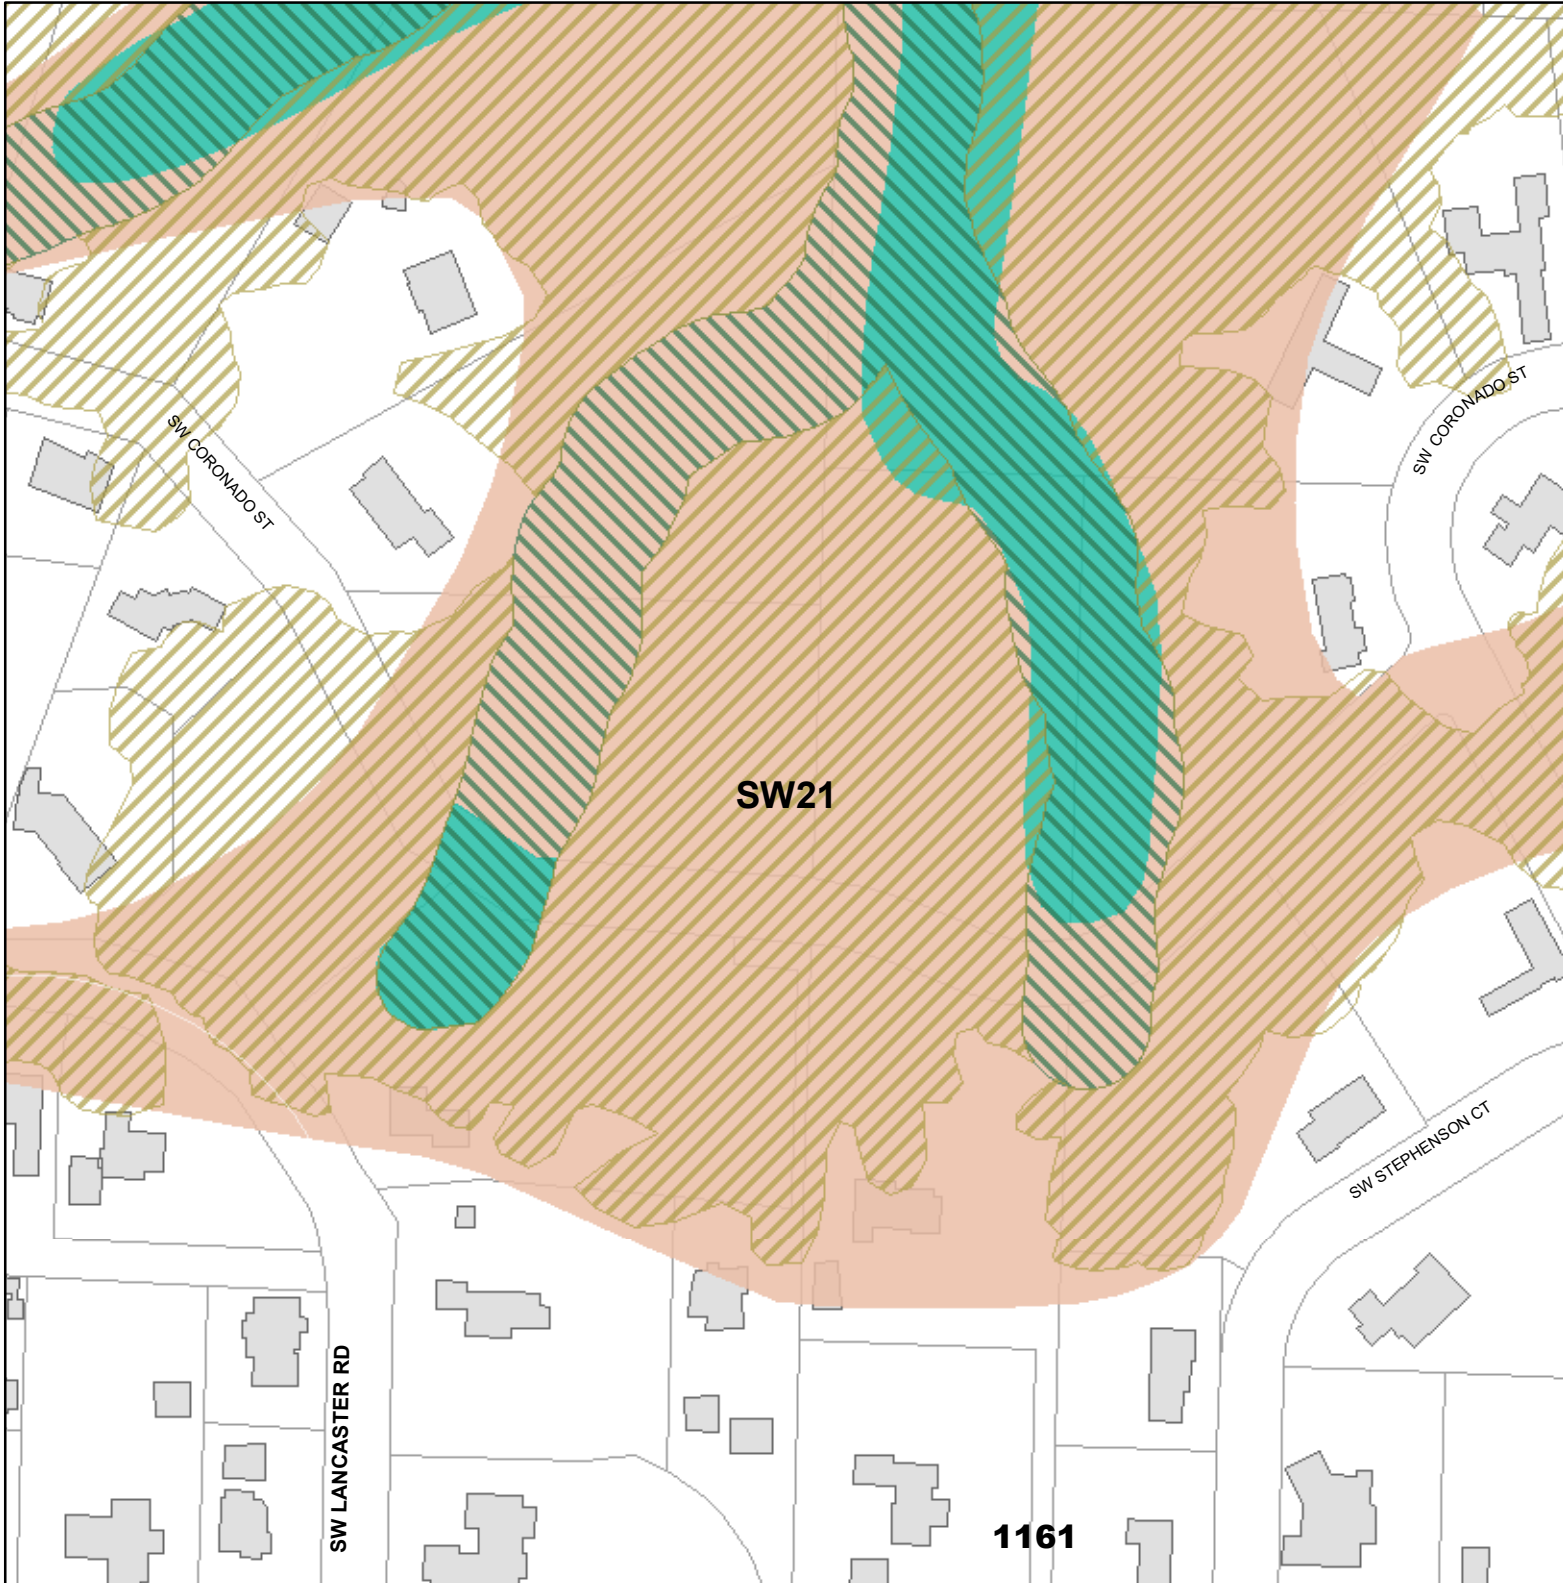 SW CORONADO ST
SW CORONADO ST
SW21
SW STEPHENSON CT
SW LANCASTER RD
1161